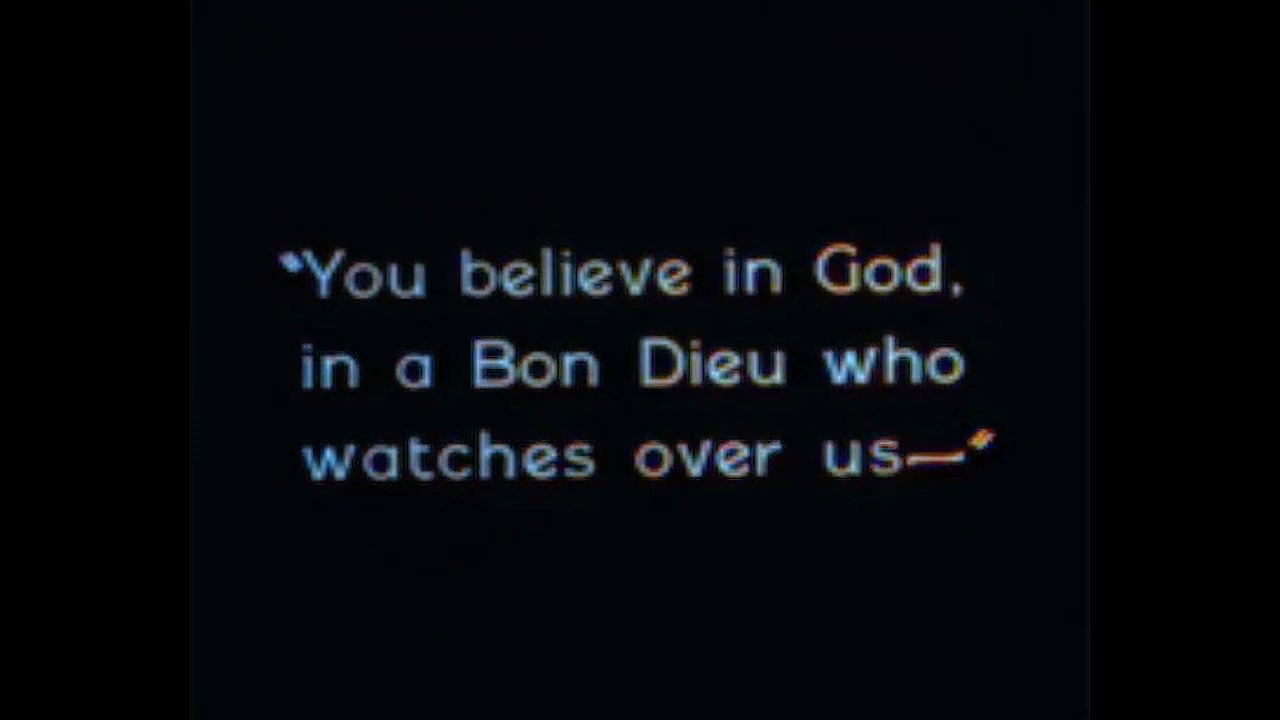 "You believe in God,
in a Bon Dieu who
watches over us—"